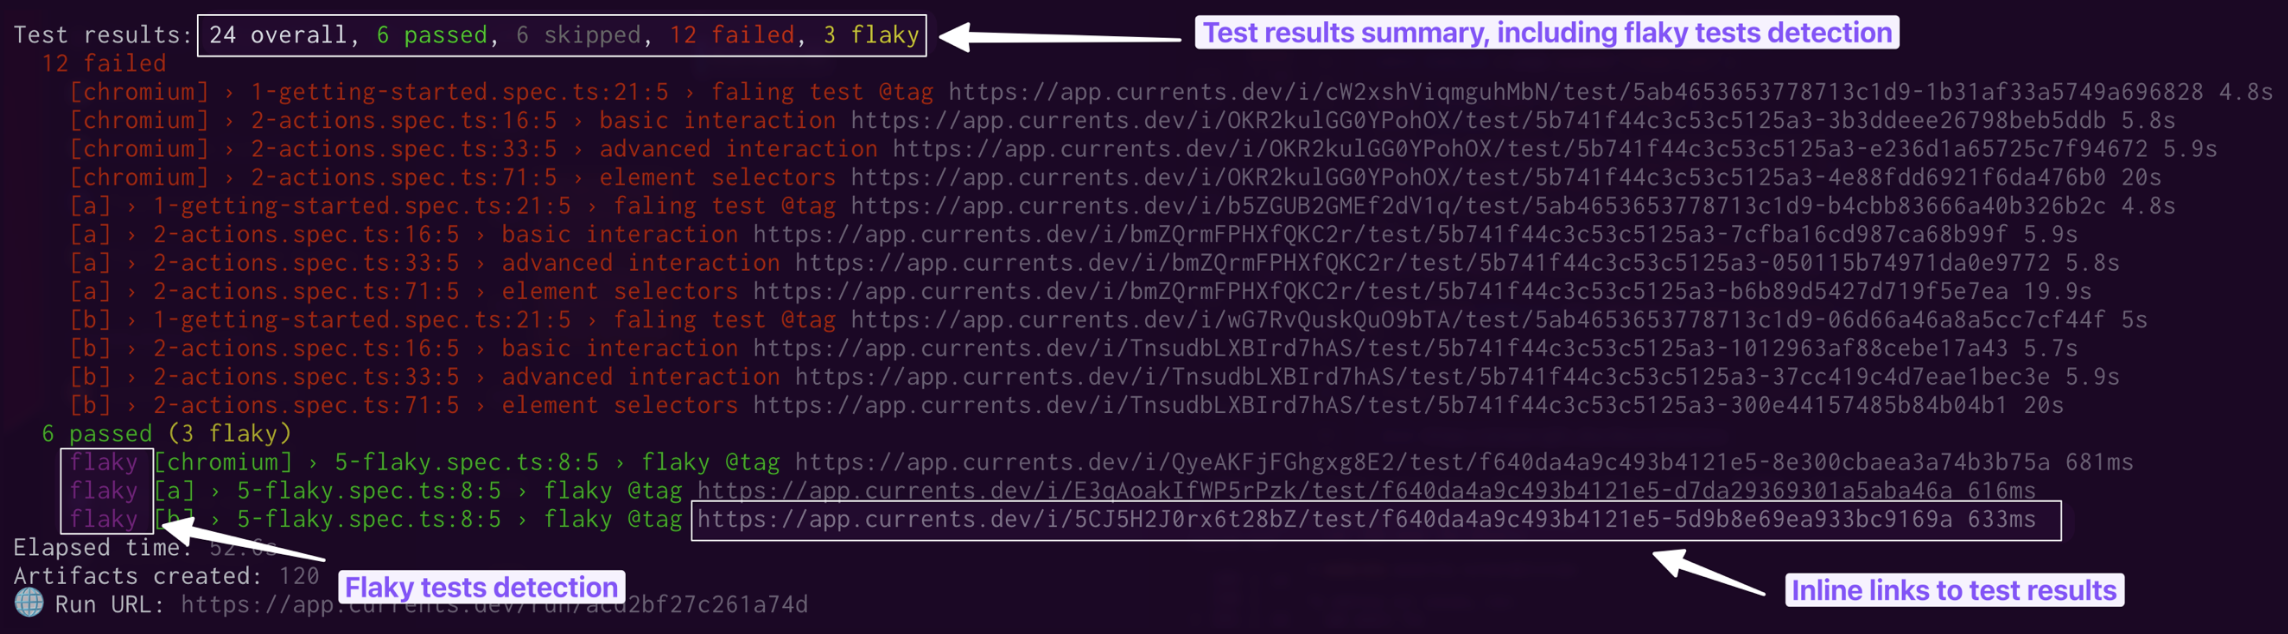 Test results: 24 overall, 6 passed, 6 skipped, 12 failed, 3 flaky
Test results summary, including flaky tests detection
12 failed
[chromium] › 1-getting-started.spec.ts:21:5 › faling test @tag https://app.currents.dev/i/cW2xshViqmguhMbN/test/5ab4653653778713c1d9-1b31af33a5749a696828 4.8s
[chromium] › 2-actions.spec.ts:16:5 › basic interaction https://app.currents.dev/i/OKR2kulGG0YPohOX/test/5b741f44c3c53c5125a3-3b3ddeee26798beb5ddb 5.8s
[chromium] › 2-actions.spec.ts:33:5 › advanced interaction https://app.currents.dev/i/OKR2kulGG0YPohOX/test/5b741f44c3c53c5125a3-e236d1a65725c7f94672 5.9s
[chromium] › 2-actions.spec.ts:71:5 › element selectors https://app.currents.dev/i/OKR2kulGG0YPohOX/test/5b741f44c3c53c5125a3-4e88fdd6921f6da476b0 20s
[a] › 1-getting-started.spec.ts:21:5 › faling test @tag https://app.currents.dev/i/b5ZGUB2GMEf2dV1q/test/5ab4653653778713c1d9-b4cbb83666a40b326b2c 4.8s
[a] › 2-actions.spec.ts:16:5 › basic interaction https://app.currents.dev/i/bmZQrmFPHXfQKC2r/test/5b741f44c3c53c5125a3-7cfba16cd987ca68b99f 5.9s
[a] › 2-actions.spec.ts:33:5 › advanced interaction https://app.currents.dev/i/bmZQrmFPHXfQKC2r/test/5b741f44c3c53c5125a3-050115b74971da0e9772 5.8s
[a] › 2-actions.spec.ts:71:5 › element selectors https://app.currents.dev/i/bmZQrmFPHXfQKC2r/test/5b741f44c3c53c5125a3-b6b89d5427d719f5e7ea 19.9s
[b] › 1-getting-started.spec.ts:21:5 › faling test @tag https://app.currents.dev/i/wG7RvQuskQuO9bTA/test/5ab4653653778713c1d9-06d66a46a8a5cc7cf44f 5s
[b] › 2-actions.spec.ts:16:5 › basic interaction https://app.currents.dev/i/TnsudbLXBIrd7hAS/test/5b741f44c3c53c5125a3-1012963af88cebe17a43 5.7s
[b] › 2-actions.spec.ts:33:5 › advanced interaction https://app.currents.dev/i/TnsudbLXBIrd7hAS/test/5b741f44c3c53c5125a3-37cc419c4d7eae1bec3e 5.9s
[b] › 2-actions.spec.ts:71:5 › element selectors https://app.currents.dev/i/TnsudbLXBIrd7hAS/test/5b741f44c3c53c5125a3-300e44157485b84b04b1 20s
6 passed (3 flaky)
flaky [chromium] › 5-flaky.spec.ts:8:5 › flaky @tag https://app.currents.dev/i/QyeAKFjFGhgxg8E2/test/f640da4a9c493b4121e5-8e300cbaea3a74b3b75a 681ms
flaky [a] › 5-flaky.spec.ts:8:5 › flaky @tag https://app.currents.dev/i/E3qAoakIfWP5rPzk/test/f640da4a9c493b4121e5-d7da29369301a5aba46a 616ms
flaky [b] › 5-flaky.spec.ts:8:5 › flaky @tag https://app.currents.dev/i/5CJ5H2J0rx6t28bZ/test/f640da4a9c493b4121e5-5d9b8e69ea933bc9169a 633ms
Elapsed time: 52.6s
Artifacts created: 120
Flaky tests detection
Inline links to test results
Run URL: https://app.currents.dev/run/acd2bf27c261a74d